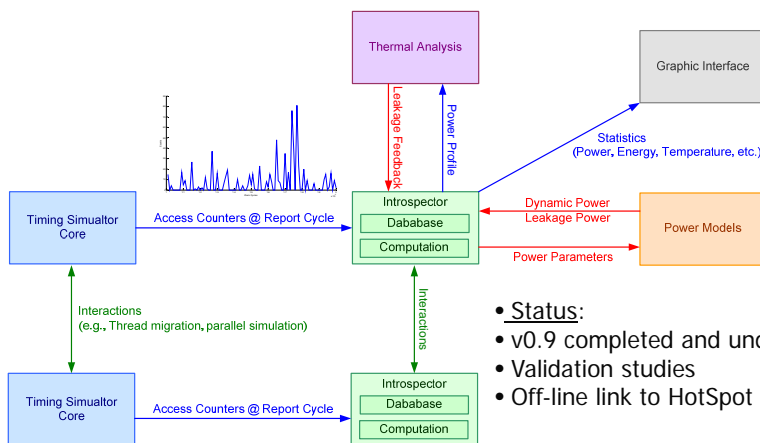 Thermal Analysis
Graphic Interface
Leakage Feedback
Power Profile
Statistics
(Power, Energy, Temperature, etc.)
Timing Simualtor
Core
Access Counters @ Report Cycle
Introspector
Dababase
Computation
Dynamic Power
Leakage Power
Power Parameters
Power Models
Interactions
(e.g., Thread migration, parallel simulation)
Interactions
• Status:
• v0.9 completed and und
• Validation studies
• Off-line link to HotSpot
Timing Simualtor
Core
Access Counters @ Report Cycle
Introspector
Dababase
Computation